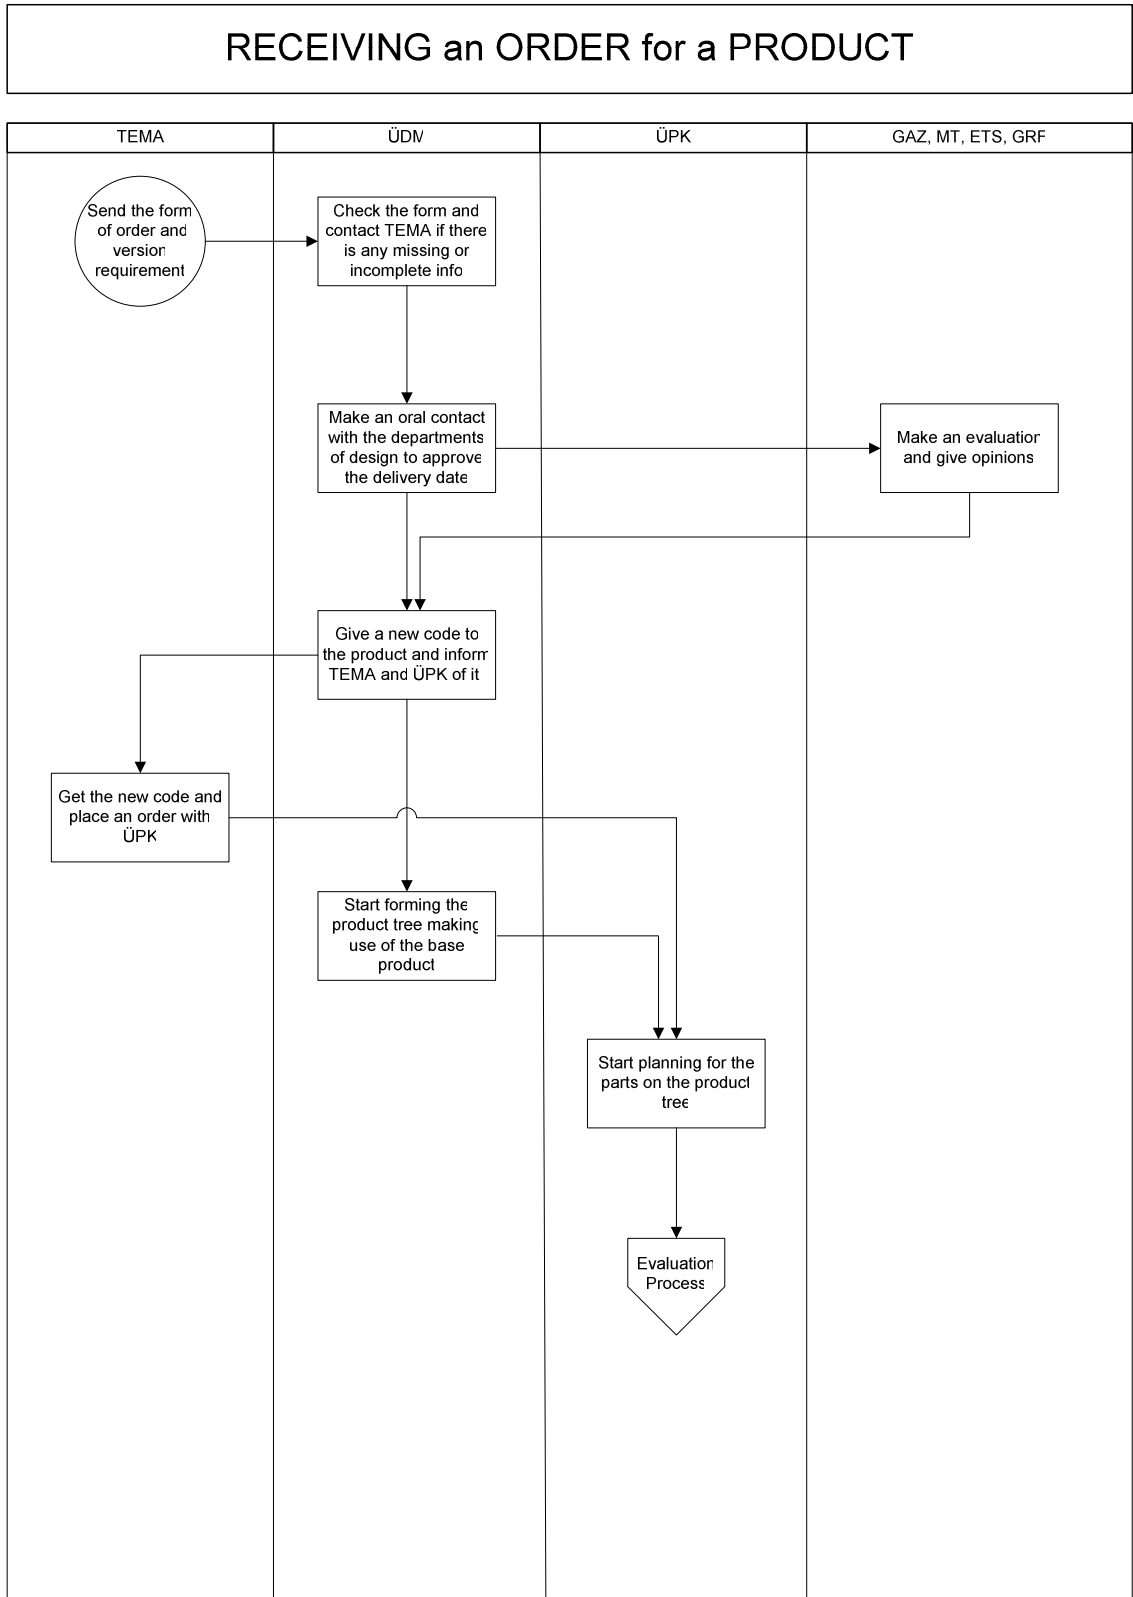 RECEIVING an ORDER for a PRODUCT
TEMA
ÜDM
ÜPK
GAZ, MT, ETS, GRF
Send the form
of order and
version
requirement
Check the form and
contact TEMA if there
is any missing or
incomplete info
Make an oral contact
with the departments
of design to approve
the delivery date
Make an evaluation
and give opinions
Give a new code to
the product and inform
TEMA and ÜPK of it
Get the new code and
place an order with
ÜPK
Start forming the
product tree making
use of the base
product
Start planning for the
parts on the product
tree
Evaluation
Process